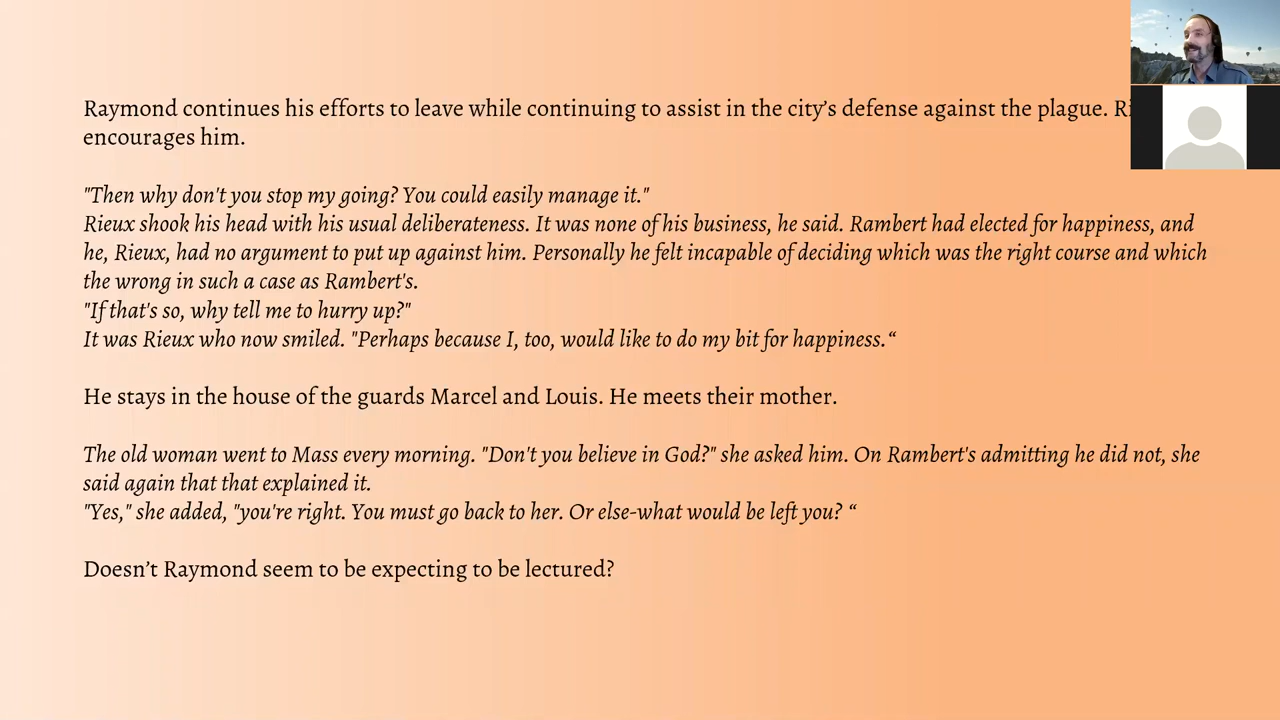 Raymond continues his efforts to leave while continuing to assist in the city’s defense against the plague.
encourages him.
"Then why don't you stop my going? You could easily manage it."
Rieux shook his head with his usual deliberateness. It was none of his business, he said. Rambert had elected for happiness, and
he, Rieux, had no argument to put up against him. Personally he felt incapable of deciding which was the right course and which
the wrong in such a case as Rambert's.
"If that's so, why tell me to hurry up?"
It was Rieux who now smiled. "Perhaps because I, too, would like to do my bit for happiness.“
He stays in the house of the guards Marcel and Louis. He meets their mother.
The old woman went to Mass every morning. "Don't you believe in God?" she asked him. On Rambert's admitting he did not, she
said again that that explained it.
"Yes," she added, "you're right. You must go back to her. Or else-what would be left you? “
Doesn’t Raymond seem to be expecting to be lectured?